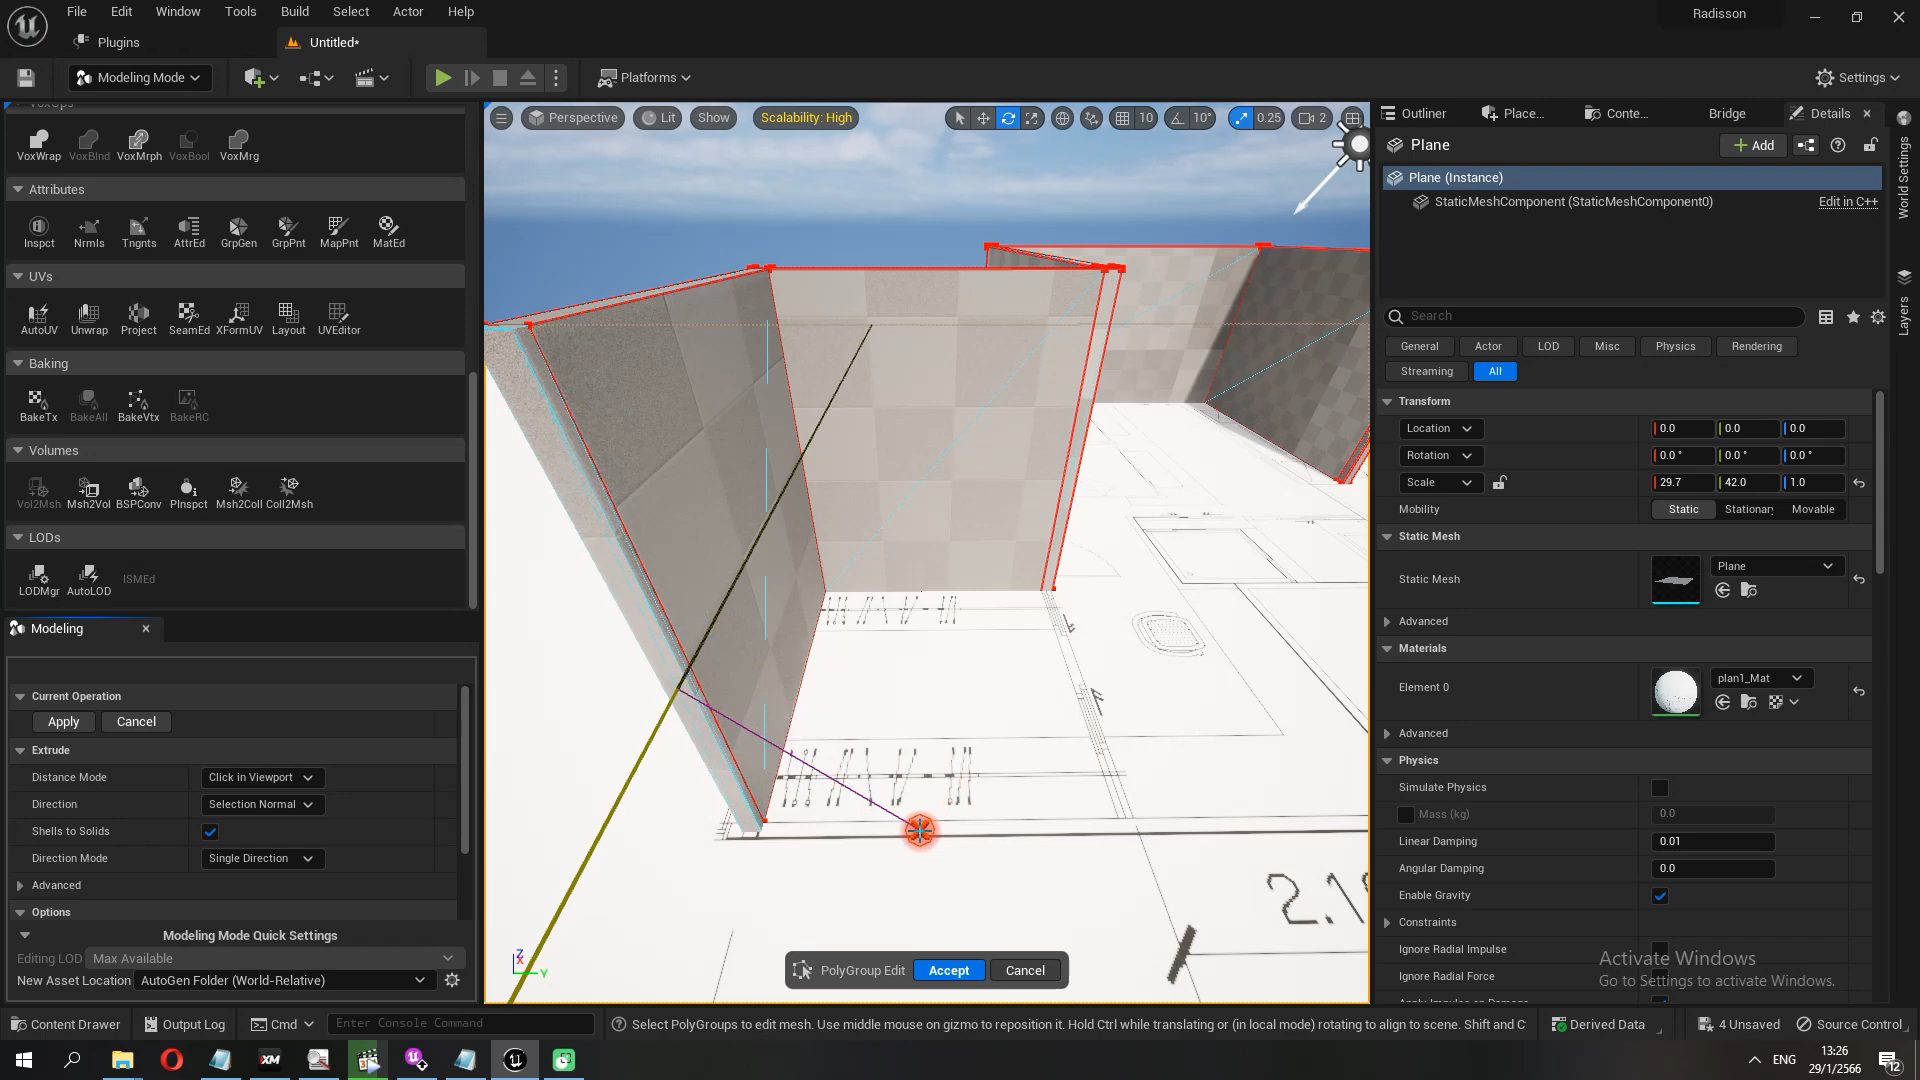 File Edit Window Tools Build Select Actor Help
Radisson
Plugins
Untitled*
Modeling Mode
Platforms
Settings
VoxWrap VoxBlnd VoxMrph VoxBool VoxMrg
Attributes
Inspct Nrmls Tngnts AttrEd GrpGen GrpPnt MapPnt MatEd
UVs
AutoUV Unwrap Project SeamEd XFormUV Layout UVEditor
Baking
BakeTx BakeAll BakeVtx BakeRC
Volumes
Vol2Msh Msh2Vol BSPConv PInspct Msh2Coll Coll2Msh
LODs
LODMgr AutoLOD ISMEd
Modeling
Current Operation
Apply Cancel
Extrude
Distance Mode Click in Viewport
Direction Selection Normal
Shells to Solids
Direction Mode Single Direction
Advanced
Options
Modeling Mode Quick Settings
Editing LOD Max Available
New Asset Location AutoGen Folder (World-Relative)
Perspective Lit Show Scalability: High 10 10° 0.25 2
2.1
Z
X
Y
PolyGroup Edit Accept Cancel
Outliner Place... Conte... Bridge Details
Plane
Add
Plane (Instance)
StaticMeshComponent (StaticMeshComponent0) Edit in C++
Search
General Actor LOD Misc Physics Rendering
Streaming All
Transform
Location 0.0 0.0 0.0
Rotation 0.0 ° 0.0 ° 0.0 °
Scale 29.7 42.0 1.0
Mobility Static Stationary Movable
Static Mesh
Static Mesh Plane
Advanced
Materials
Element 0 plan1_Mat
Advanced
Physics
Simulate Physics
Mass (kg) 0.0
Linear Damping 0.01
Angular Damping 0.0
Enable Gravity
Constraints
Ignore Radial Impulse
Ignore Radial Force
World Settings
Layers
Activate Windows
Go to Settings to activate Windows.
Content Drawer Output Log Cmd Enter Console Command
Select PolyGroups to edit mesh. Use middle mouse on gizmo to reposition it. Hold Ctrl while translating or (in local mode) rotating to align to scene. Shift and C
Derived Data 4 Unsaved Source Control
XM
ENG
13:26
29/1/2566
12